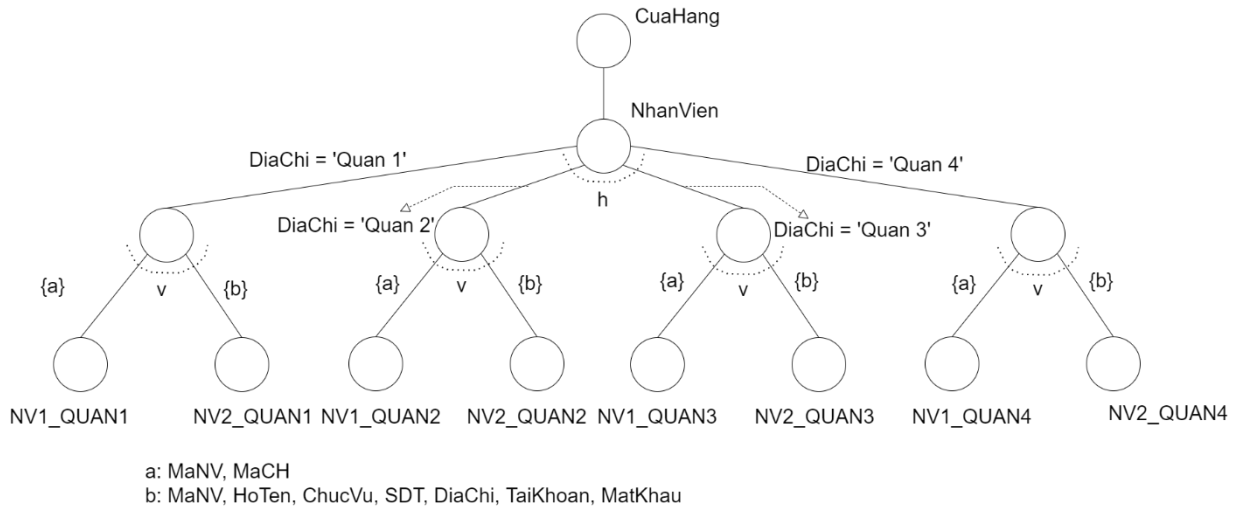 CuaHang
NhanVien
DiaChi = 'Quan 1'
DiaChi = 'Quan 4'
h
DiaChi = 'Quan 2'
DiaChi = 'Quan 3'
{a} v {b} {a} v {b} {a} v {b} {a} v {b}
NV1_QUAN1 NV2_QUAN1 NV1_QUAN2 NV2_QUAN2 NV1_QUAN3 NV2_QUAN3 NV1_QUAN4 NV2_QUAN4
a: MaNV, MaCH
b: MaNV, HoTen, ChucVu, SDT, DiaChi, TaiKhoan, MatKhau